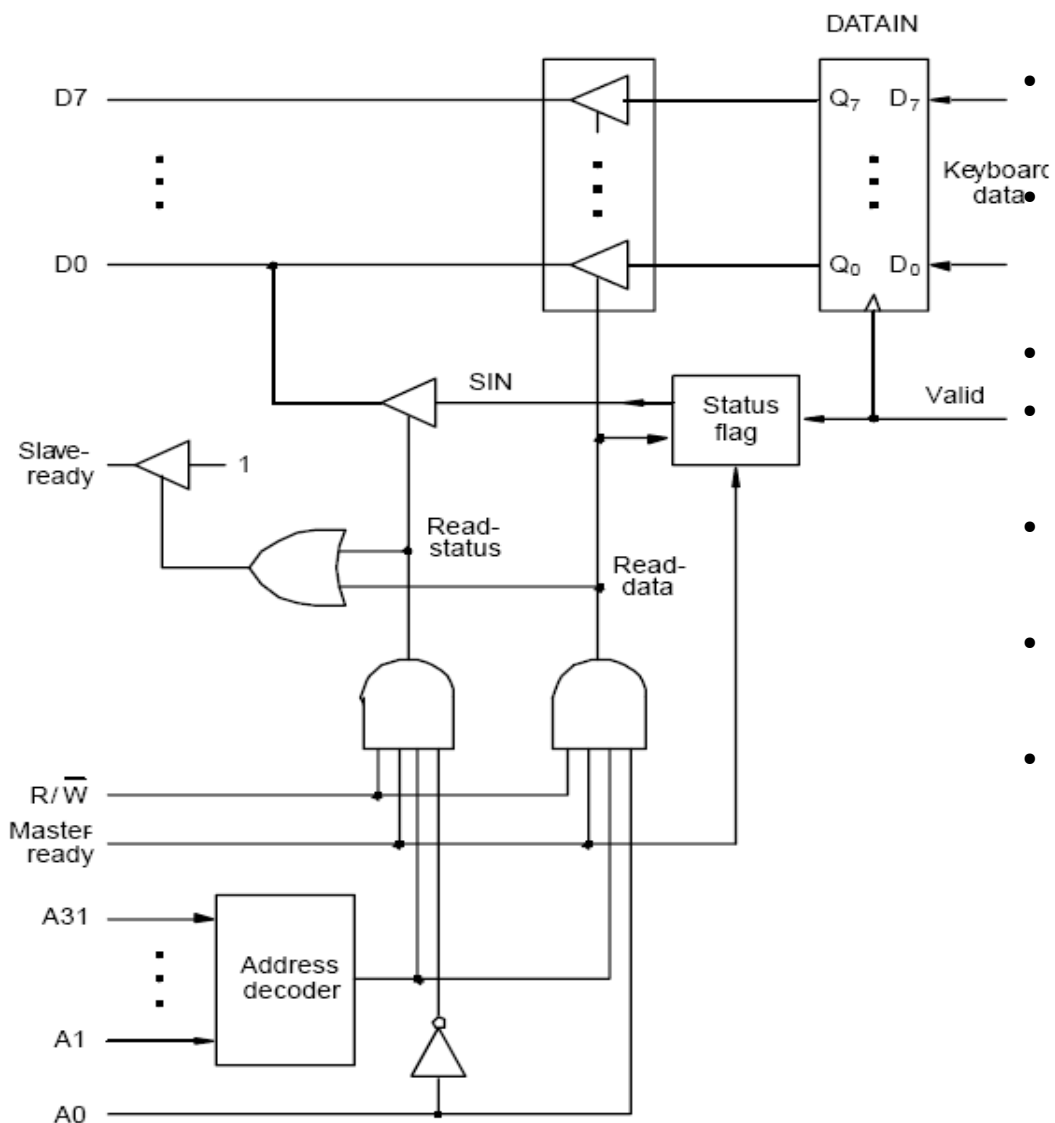 DATAIN
D7
Q7 D7
Keyboard
data
D0
Q0 D0
SIN
Status
flag
Valid
Slave-
ready
1
Read-
status
Read-
data
R/W̅
Master
ready
A31
Address
decoder
A1
A0